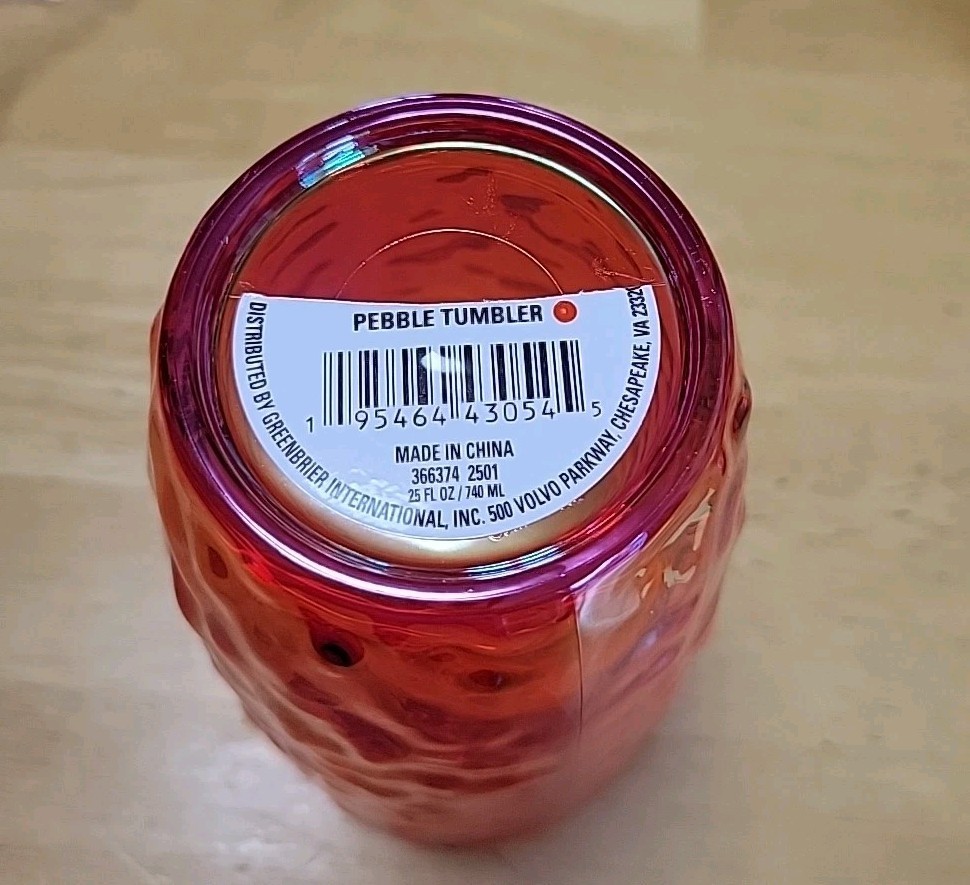 PEBBLE TUMBLER
1 95464 43054 5
MADE IN CHINA
366374 2501
25 FL OZ / 740 ML
DISTRIBUTED BY GREENBRIER INTERNATIONAL, INC. 500 VOLVO PARKWAY, CHESAPEAKE, VA 2332